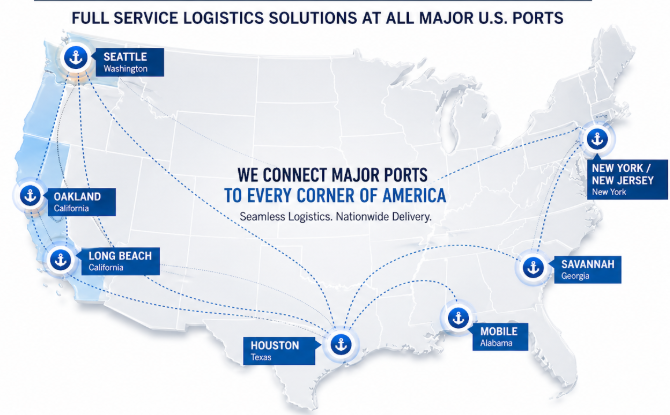 FULL SERVICE LOGISTICS SOLUTIONS AT ALL MAJOR U.S. PORTS
SEATTLE
Washington
WE CONNECT MAJOR PORTS
TO EVERY CORNER OF AMERICA
Seamless Logistics. Nationwide Delivery.
NEW YORK /
NEW JERSEY
New York
OAKLAND
California
LONG BEACH
California
SAVANNAH
Georgia
MOBILE
Alabama
HOUSTON
Texas